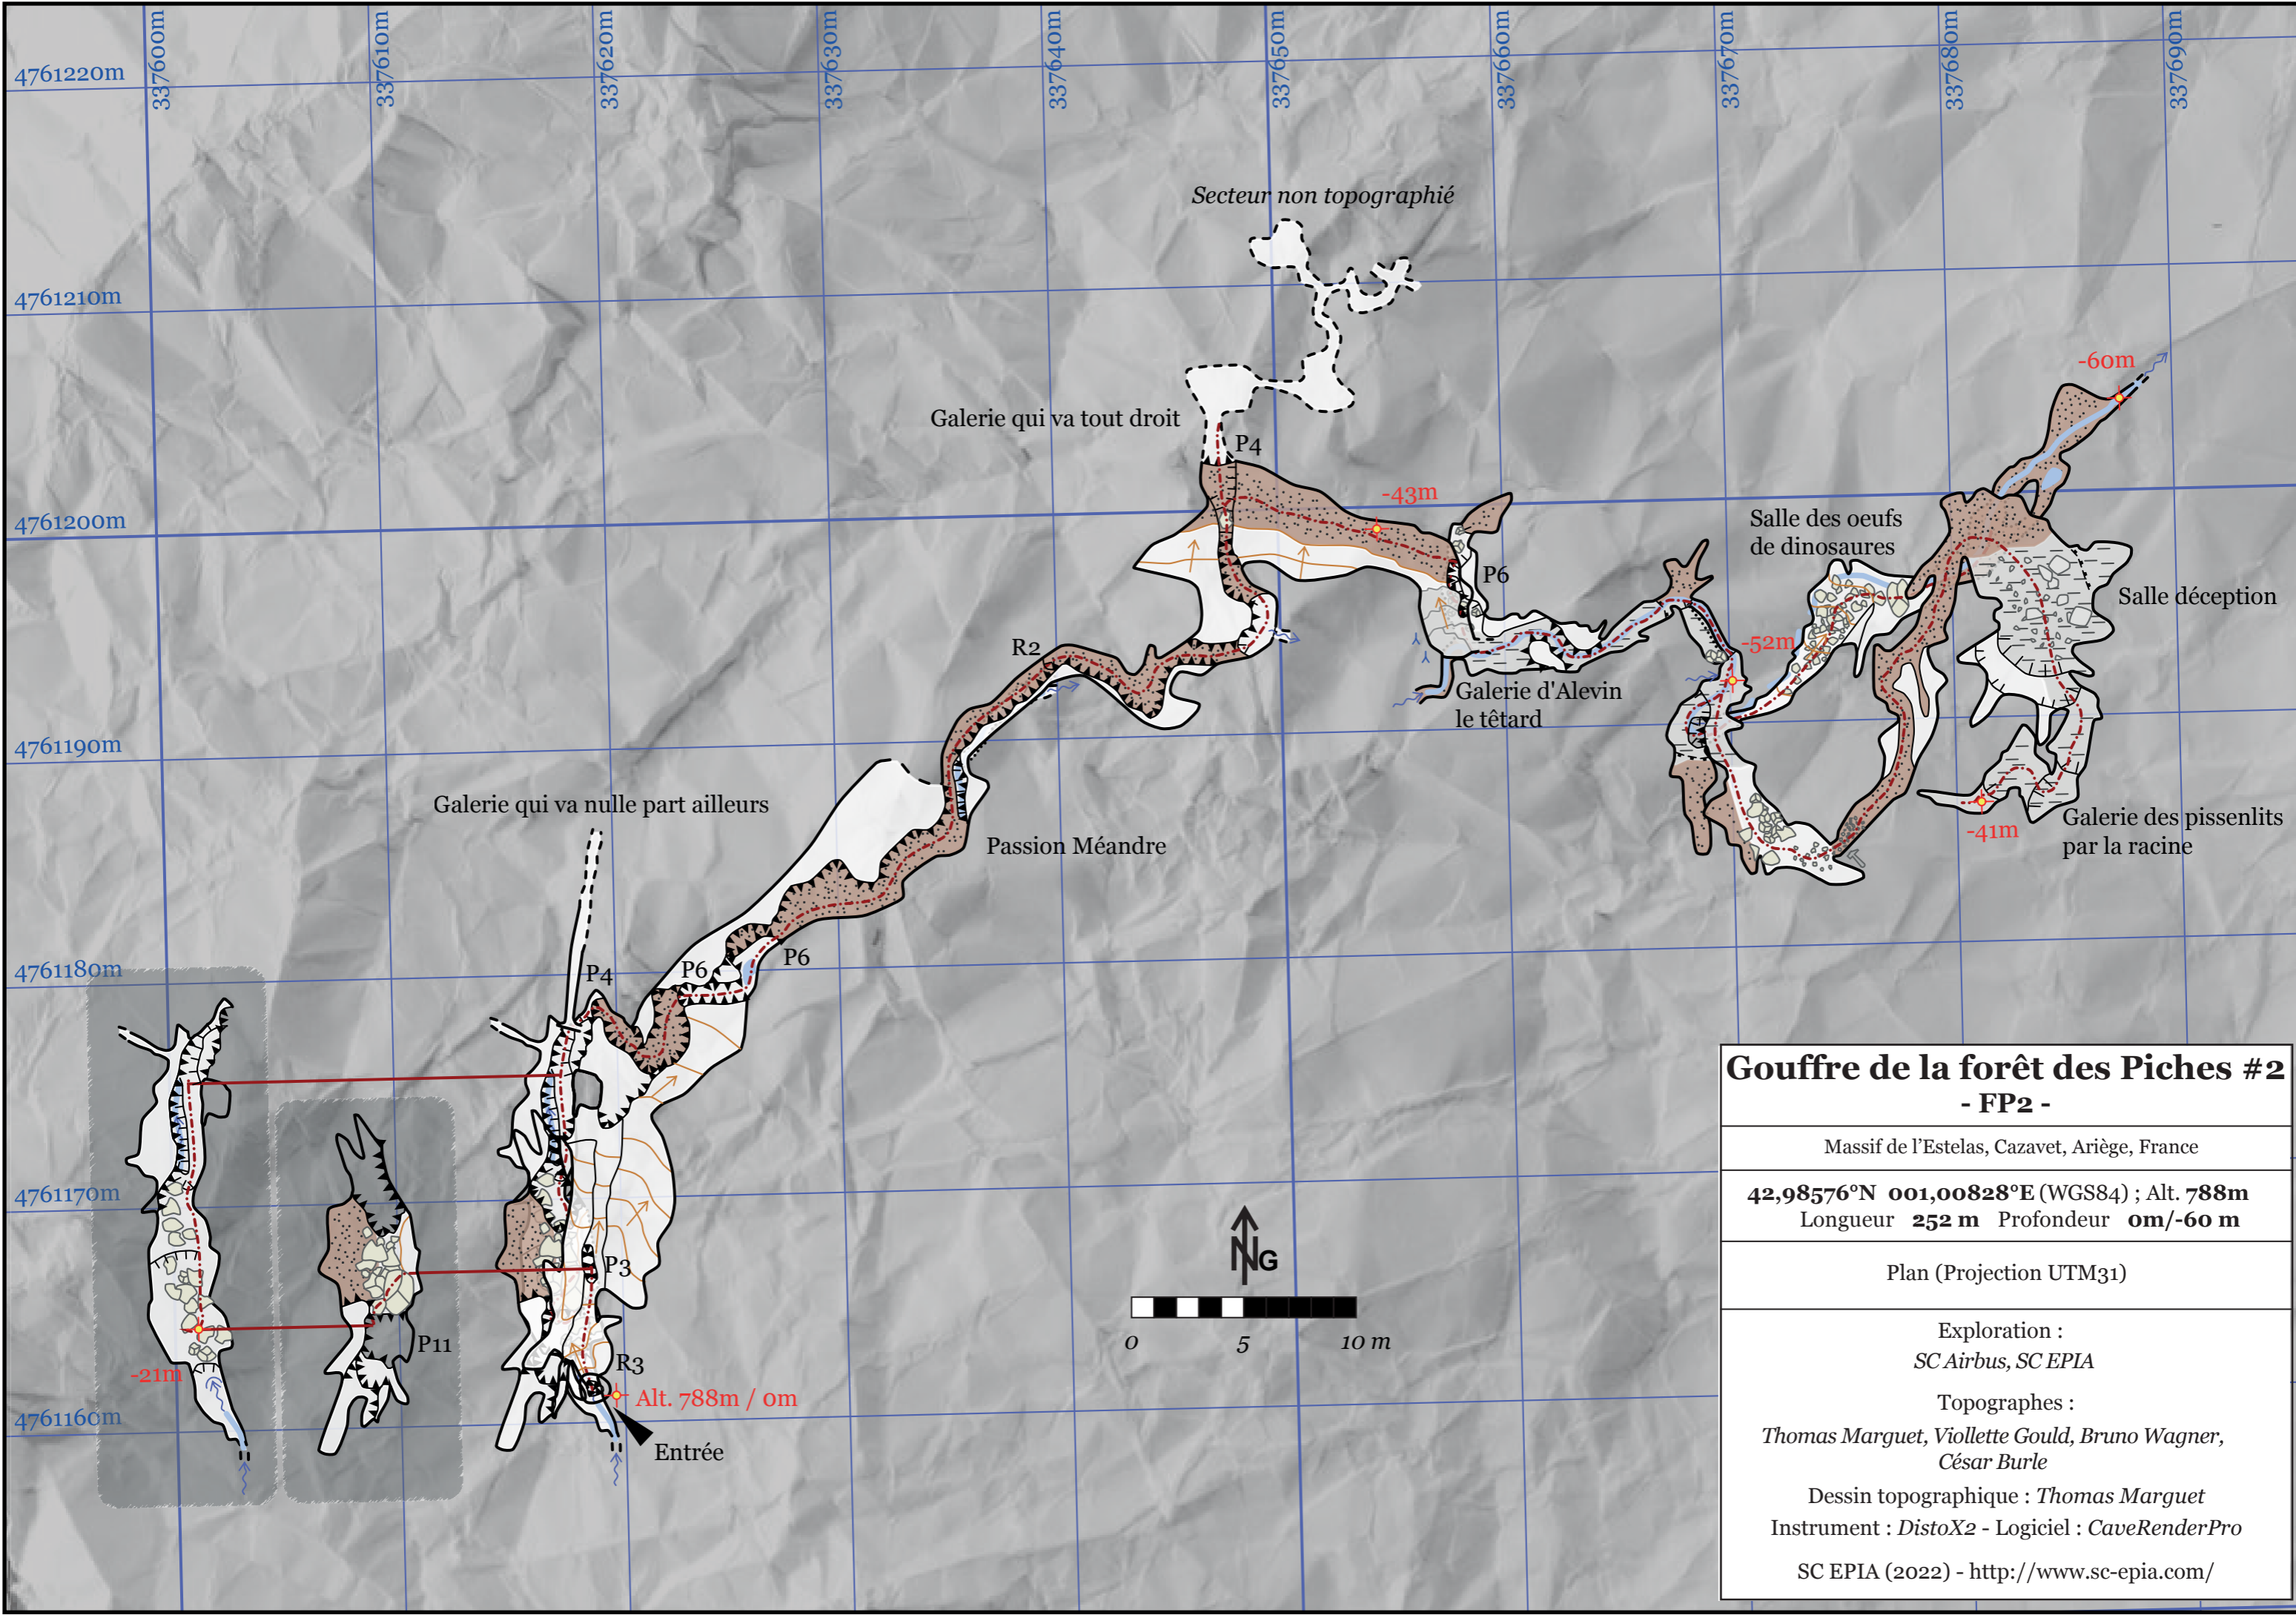 337600m
337610m
337620m
337630m
337640m
337650m
337660m
337670m
337680m
337690m
4761220m
Secteur non topographié
4761210m
-60m
Galerie qui va tout droit
P4
-43m
4761200m
Salle des oeufs
de dinosaures
P6
Salle déception
R2
-52m
Galerie d'Alevin
le têtard
4761190m
Galerie qui va nulle part ailleurs
Passion Méandre
-41m
Galerie des pissenlits
par la racine
4761180m
P4
P6
P6
4761170m
P3
P11
R3
-21m
Alt. 788m / 0m
4761160m
Entrée
NG
0 5 10 m
Gouffre de la forêt des Piches #2
- FP2 -
Massif de l'Estelas, Cazavet, Ariège, France
42,98576°N 001,00828°E (WGS84) ; Alt. 788m
Longueur 252 m Profondeur 0m/-60 m
Plan (Projection UTM31)
Exploration :
SC Airbus, SC EPIA
Topographes :
Thomas Marguet, Viollette Gould, Bruno Wagner,
César Burle
Dessin topographique : Thomas Marguet
Instrument : DistoX2 - Logiciel : CaveRenderPro
SC EPIA (2022) - http://www.sc-epia.com/